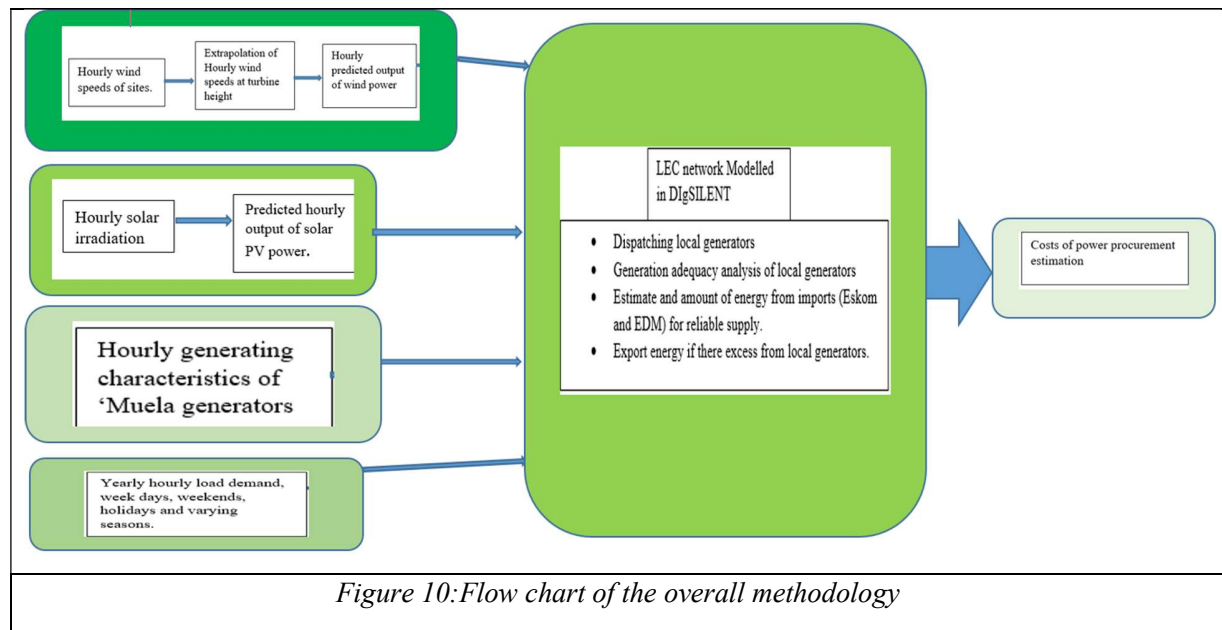 Hourly wind
speeds of sites.
Extrapolation of
Hourly wind
speeds at turbine
height
Hourly
predicted output
of wind power
Hourly solar
irradiation
Predicted hourly
output of solar
PV power.
Hourly generating
characteristics of
‘Muela generators
Yearly hourly load demand,
week days, weekends,
holidays and varying
seasons.
LEC network Modelled
in DIgSILENT
• Dispatching local generators
• Generation adequacy analysis of local generators
• Estimate and amount of energy from imports (Eskom
and EDM) for reliable supply.
• Export energy if there excess from local generators.
Costs of power procurement
estimation
Figure 10:Flow chart of the overall methodology